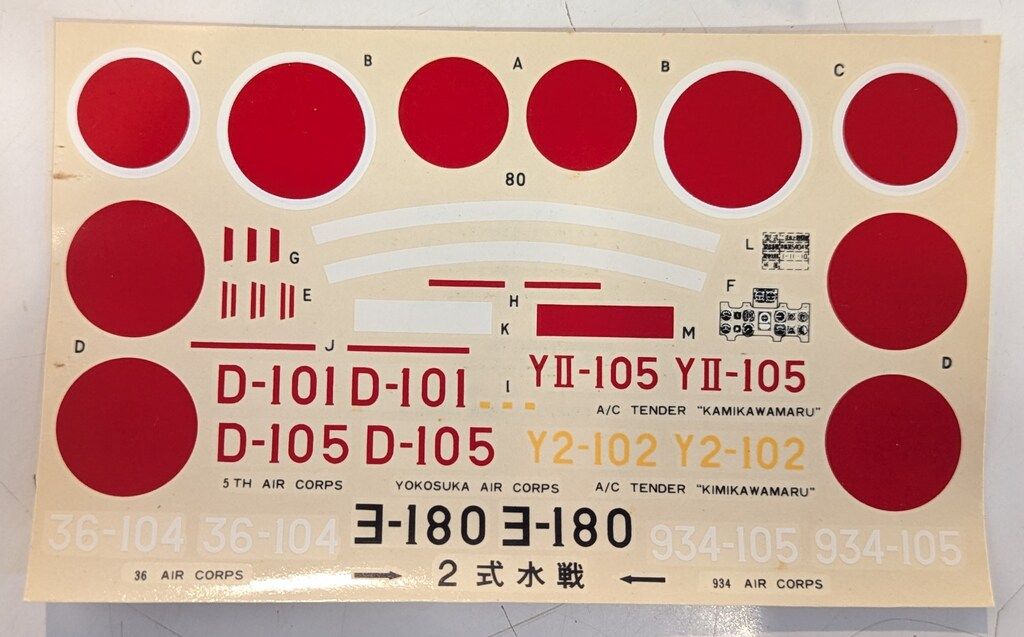 C B A B C
80
G L
E H F
K M
D J D
D-101 D-101 I YII-105 YII-105
A/C TENDER "KAMIKAWAMARU"
D-105 D-105 Y2-102 Y2-102
5TH AIR CORPS YOKOSUKA AIR CORPS A/C TENDER "KIMIKAWAMARU"
36-104 36-104 ヨ-180 ヨ-180 934-105 934-105
36 AIR CORPS 2式水戦 934 AIR CORPS